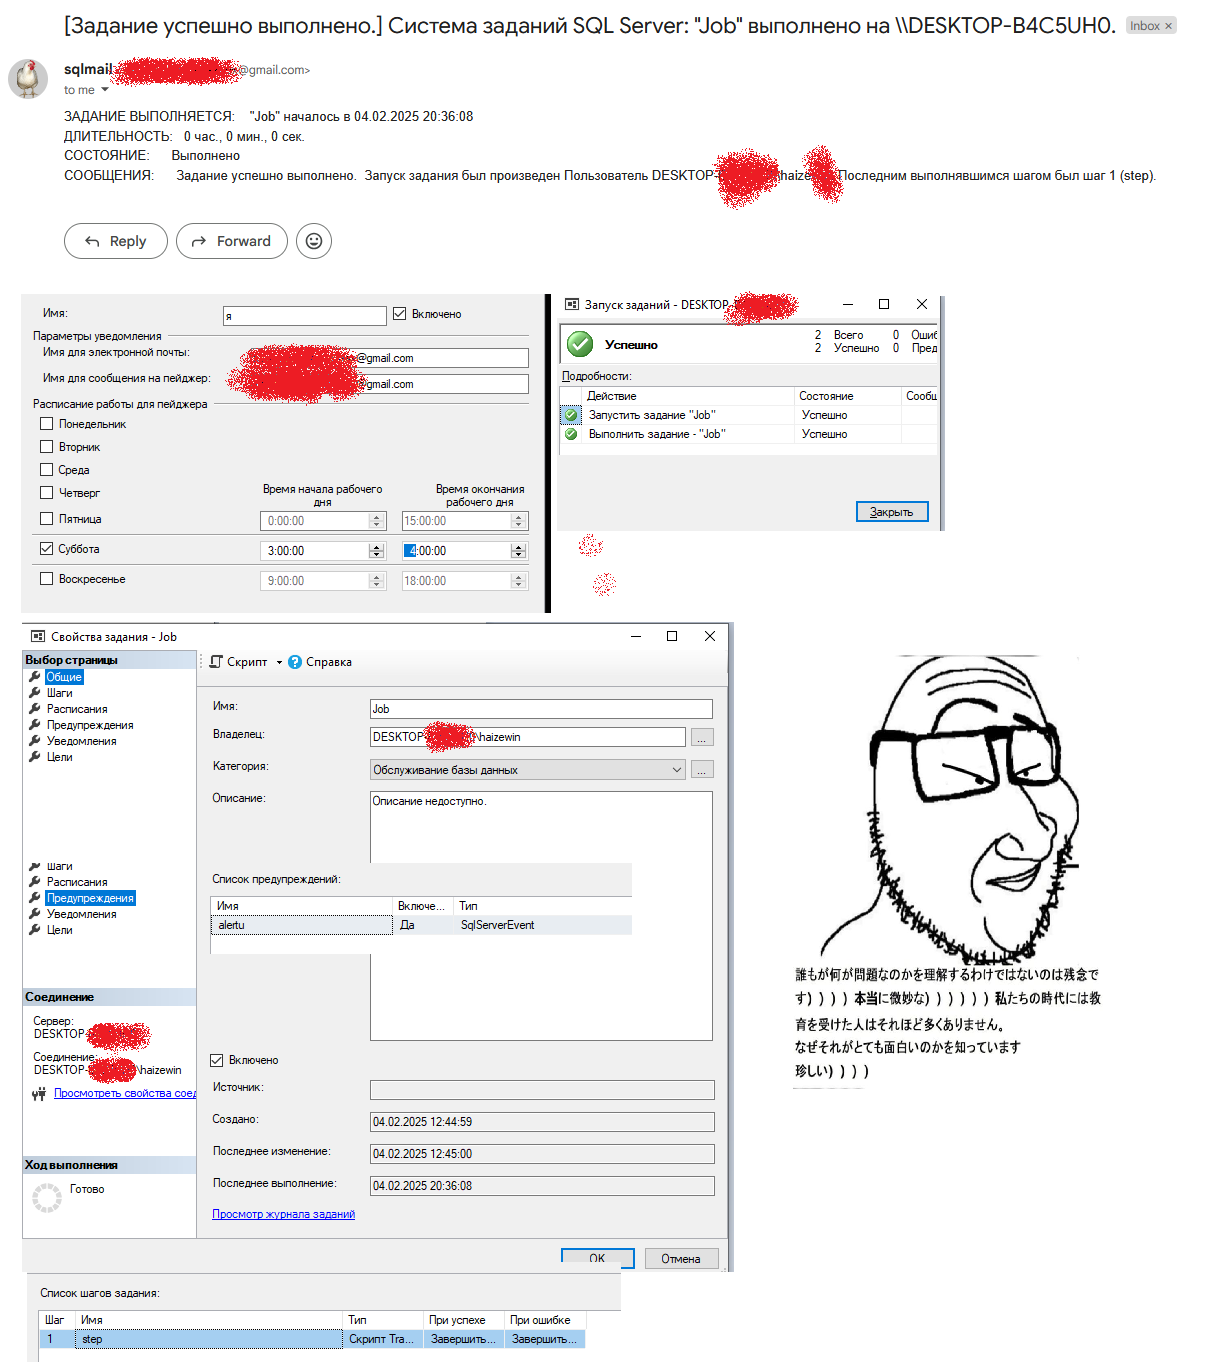 [Задание успешно выполнено.] Система заданий SQL Server: "Job" выполнено на \\DESKTOP-B4C5UH0. Inbox ×
sqlmail @gmail.com>
to me
ЗАДАНИЕ ВЫПОЛНЯЕТСЯ: "Job" началось в 04.02.2025 20:36:08
ДЛИТЕЛЬНОСТЬ: 0 час., 0 мин., 0 сек.
СОСТОЯНИЕ: Выполнено
СООБЩЕНИЯ: Задание успешно выполнено. Запуск задания был произведен Пользователь DESKTOP- \haize Последним выполнявшимся шагом был шаг 1 (step).
Reply Forward
Имя: я Включено
Параметры уведомления
Имя для электронной почты: @gmail.com
Имя для сообщения на пейджер: @gmail.com
Расписание работы для пейджера
Понедельник
Вторник
Среда
Четверг
Время начала рабочего дня
Время окончания рабочего дня
Пятница 0:00:00 15:00:00
Суббота 3:00:00 4:00:00
Воскресенье 9:00:00 18:00:00
Запуск заданий - DESKTOP-
Успешно
2 Всего 0 Ошиб
2 Успешно 0 Пред
Подробности:
Действие Состояние Сообщ
Запустить задание "Job" Успешно
Выполнить задание - "Job" Успешно
Закрыть
Свойства задания - Job
Выбор страницы
Общие
Шаги
Расписания
Предупреждения
Уведомления
Цели
Скрипт Справка
Имя: Job
Владелец: DESKTOP- \haizewin ...
Категория: Обслуживание базы данных ...
Описание: Описание недоступно.
Шаги
Расписания
Предупреждения
Уведомления
Цели
Список предупреждений:
Имя Включе... Тип
alertu Да SqlServerEvent
Соединение
Сервер:
DESKTOP-
Соединение:
DESKTOP- \haizewin
Просмотреть свойства соед
Ход выполнения
Готово
Включено
Источник:
Создано: 04.02.2025 12:44:59
Последнее изменение: 04.02.2025 12:45:00
Последнее выполнение: 04.02.2025 20:36:08
Просмотр журнала заданий
OK Отмена
Список шагов задания:
Шаг Имя Тип При успехе При ошибке
1 step Скрипт Tra... Завершить... Завершить...
誰もが何が問題なのかを理解するわけではないのは残念で
す) ) ) ) 本当に微妙な) ) ) ) ) ) 私たちの時代には教
育を受けた人はそれほど多くありません。
なぜそれがとても面白いのかを知っています
珍しい) ) ) )